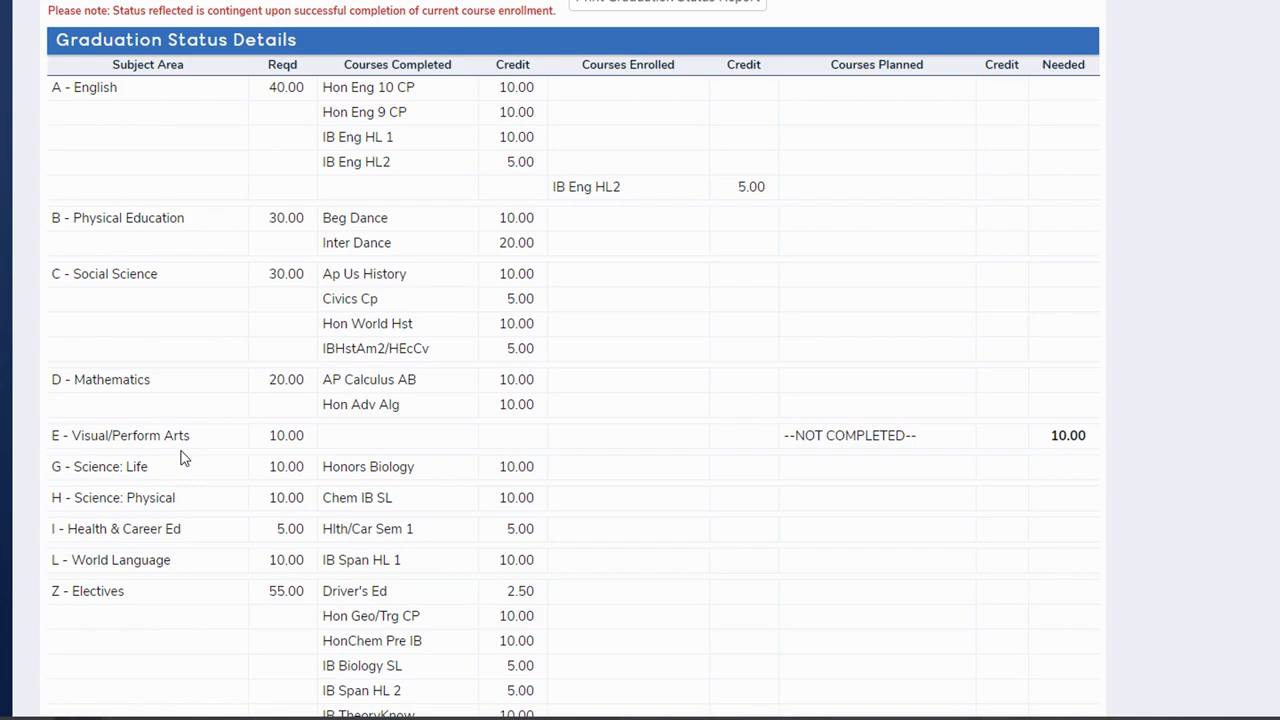 Please note: Status reflected is contingent upon successful completion of current course enrollment. Print Graduation Status Report
Graduation Status Details
Subject Area Reqd Courses Completed Credit Courses Enrolled Credit Courses Planned Credit Needed
A - English 40.00 Hon Eng 10 CP 10.00
Hon Eng 9 CP 10.00
IB Eng HL 1 10.00
IB Eng HL2 5.00
IB Eng HL2 5.00
B - Physical Education 30.00 Beg Dance 10.00
Inter Dance 20.00
C - Social Science 30.00 Ap Us History 10.00
Civics Cp 5.00
Hon World Hst 10.00
IBHstAm2/HEcCv 5.00
D - Mathematics 20.00 AP Calculus AB 10.00
Hon Adv Alg 10.00
E - Visual/Perform Arts 10.00 --NOT COMPLETED-- 10.00
G - Science: Life 10.00 Honors Biology 10.00
H - Science: Physical 10.00 Chem IB SL 10.00
I - Health & Career Ed 5.00 Hlth/Car Sem 1 5.00
L - World Language 10.00 IB Span HL 1 10.00
Z - Electives 55.00 Driver's Ed 2.50
Hon Geo/Trg CP 10.00
HonChem Pre IB 10.00
IB Biology SL 5.00
IB Span HL 2 5.00
IB TheoryKnow 10.00